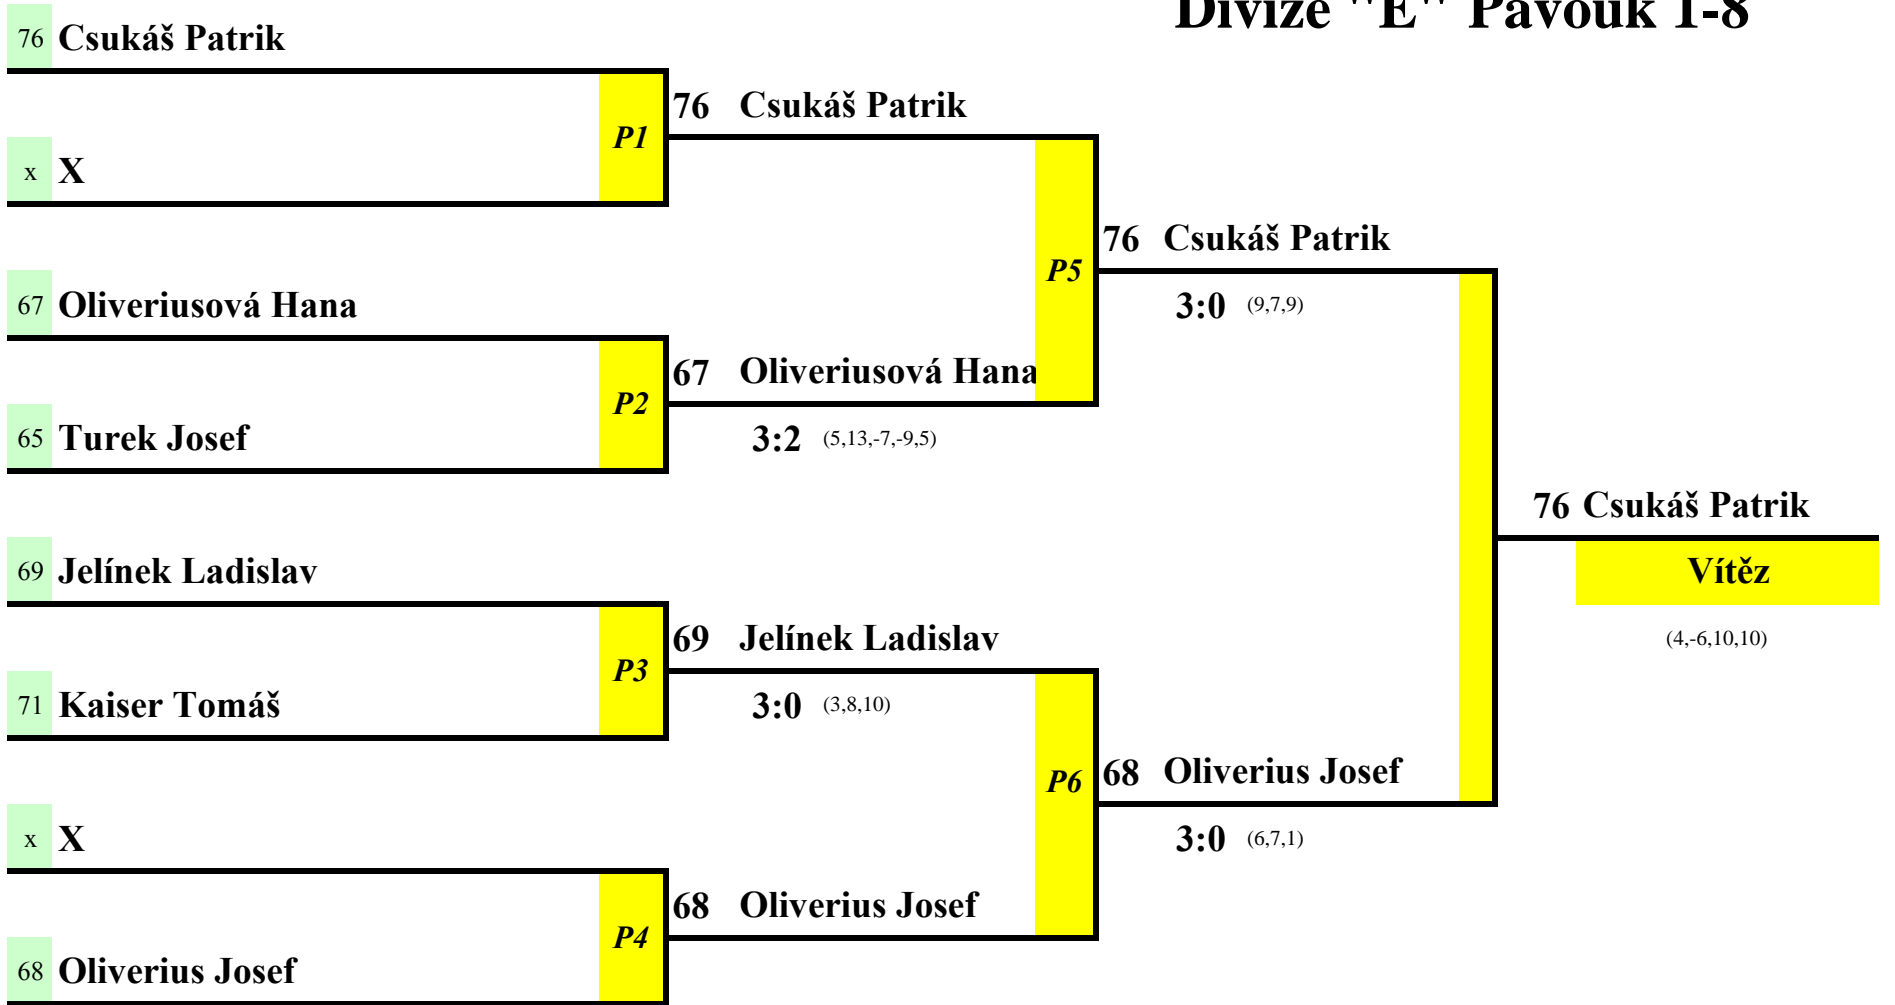 Divize "E" Pavouk 1-8
76 Csukáš Patrik
x X
P1
76 Csukáš Patrik
67 Oliveriusová Hana
65 Turek Josef
P2
67 Oliveriusová Hana
3:2 (5,13,-7,-9,5)
P5
76 Csukáš Patrik
3:0 (9,7,9)
69 Jelínek Ladislav
71 Kaiser Tomáš
P3
69 Jelínek Ladislav
3:0 (3,8,10)
x X
68 Oliverius Josef
P4
68 Oliverius Josef
P6
68 Oliverius Josef
3:0 (6,7,1)
76 Csukáš Patrik
Vítěz
(4,-6,10,10)